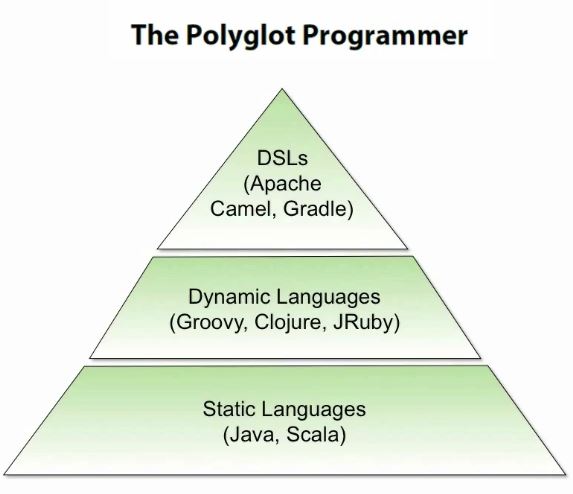 The Polyglot Programmer
DSLs
(Apache
Camel, Gradle)
Dynamic Languages
(Groovy, Clojure, JRuby)
Static Languages
(Java, Scala)